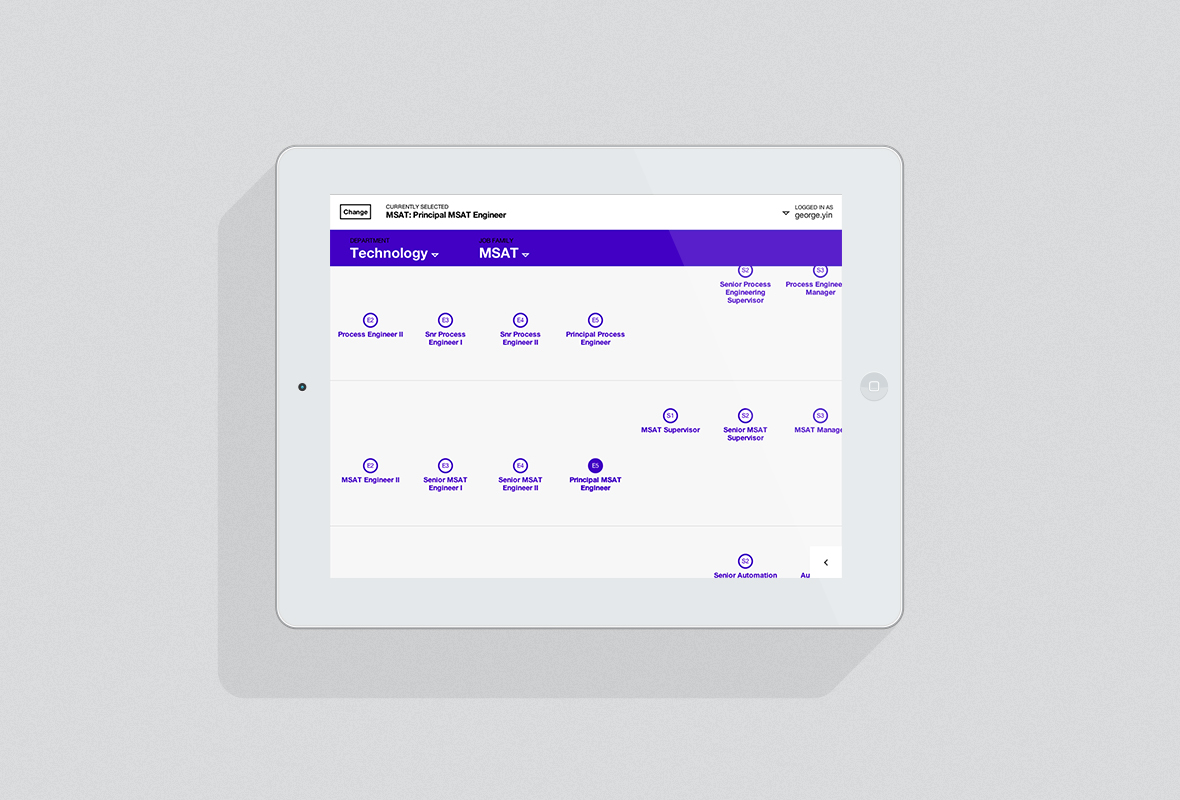 Change
CURRENTLY SELECTED
MSAT: Principal MSAT Engineer
LOGGED IN AS
george.yin
DEPARTMENT
Technology
JOB FAMILY
MSAT
S2
Senior Process
Engineering
Supervisor
S3
Process Enginee
Manager
E2
Process Engineer II
E3
Snr Process
Engineer I
E4
Snr Process
Engineer II
E5
Principal Process
Engineer
S1
MSAT Supervisor
S2
Senior MSAT
Supervisor
S3
MSAT Manage
E2
MSAT Engineer II
E3
Senior MSAT
Engineer I
E4
Senior MSAT
Engineer II
E5
Principal MSAT
Engineer
S2
Senior Automation
Au